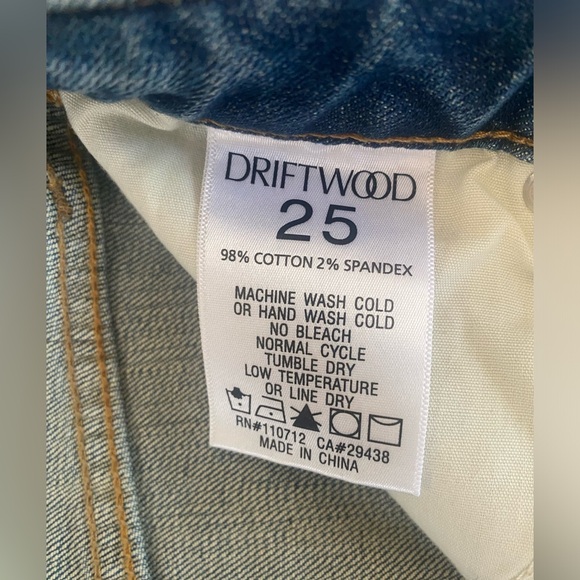 DRIFTWOOD
25
98% COTTON 2% SPANDEX
MACHINE WASH COLD
OR HAND WASH COLD
NO BLEACH
NORMAL CYCLE
TUMBLE DRY
LOW TEMPERATURE
OR LINE DRY
RN#110712 CA#29438
MADE IN CHINA